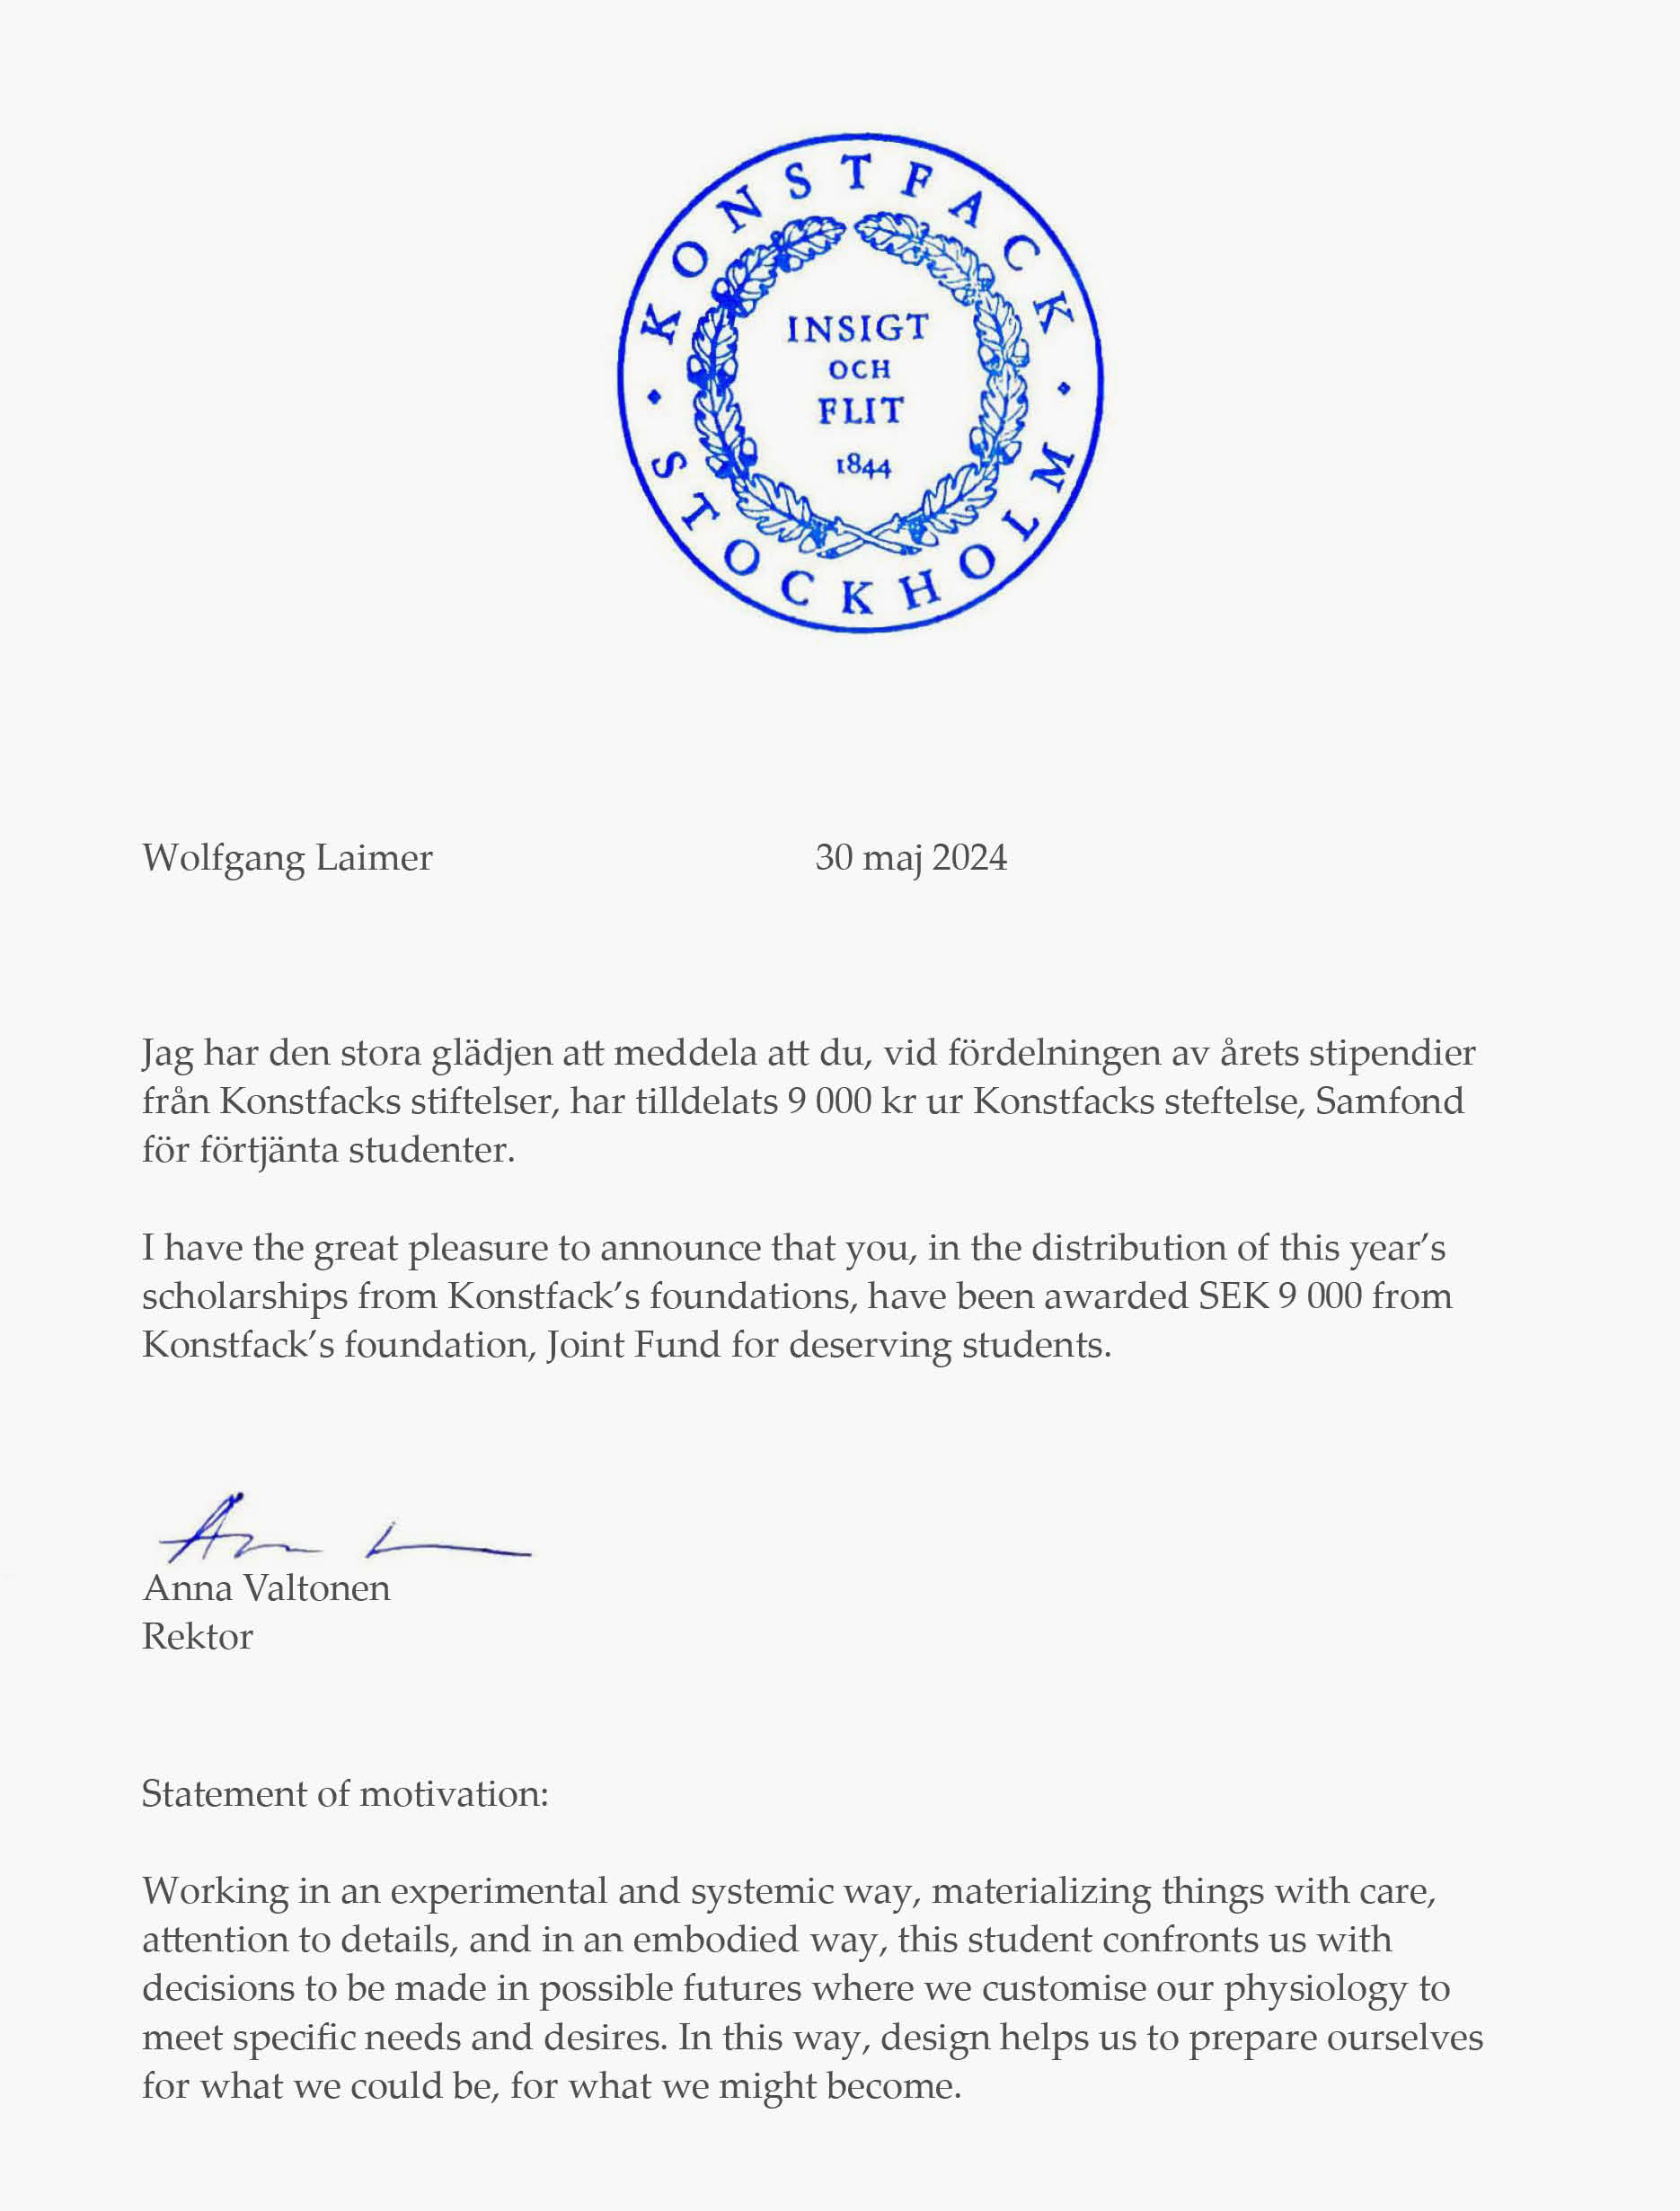 KONSTFACK
INSIGT
OCH
FLIT
1844
STOCKHOLM
Wolfgang Laimer 30 maj 2024
Jag har den stora glädjen att meddela att du, vid fördelningen av årets stipendier
från Konstfacks stiftelser, har tilldelats 9 000 kr ur Konstfacks steftelse, Samfond
för förtjänta studenter.
I have the great pleasure to announce that you, in the distribution of this year’s
scholarships from Konstfack’s foundations, have been awarded SEK 9 000 from
Konstfack’s foundation, Joint Fund for deserving students.
Anna Valtonen
Rektor
Statement of motivation:
Working in an experimental and systemic way, materializing things with care,
attention to details, and in an embodied way, this student confronts us with
decisions to be made in possible futures where we customise our physiology to
meet specific needs and desires. In this way, design helps us to prepare ourselves
for what we could be, for what we might become.